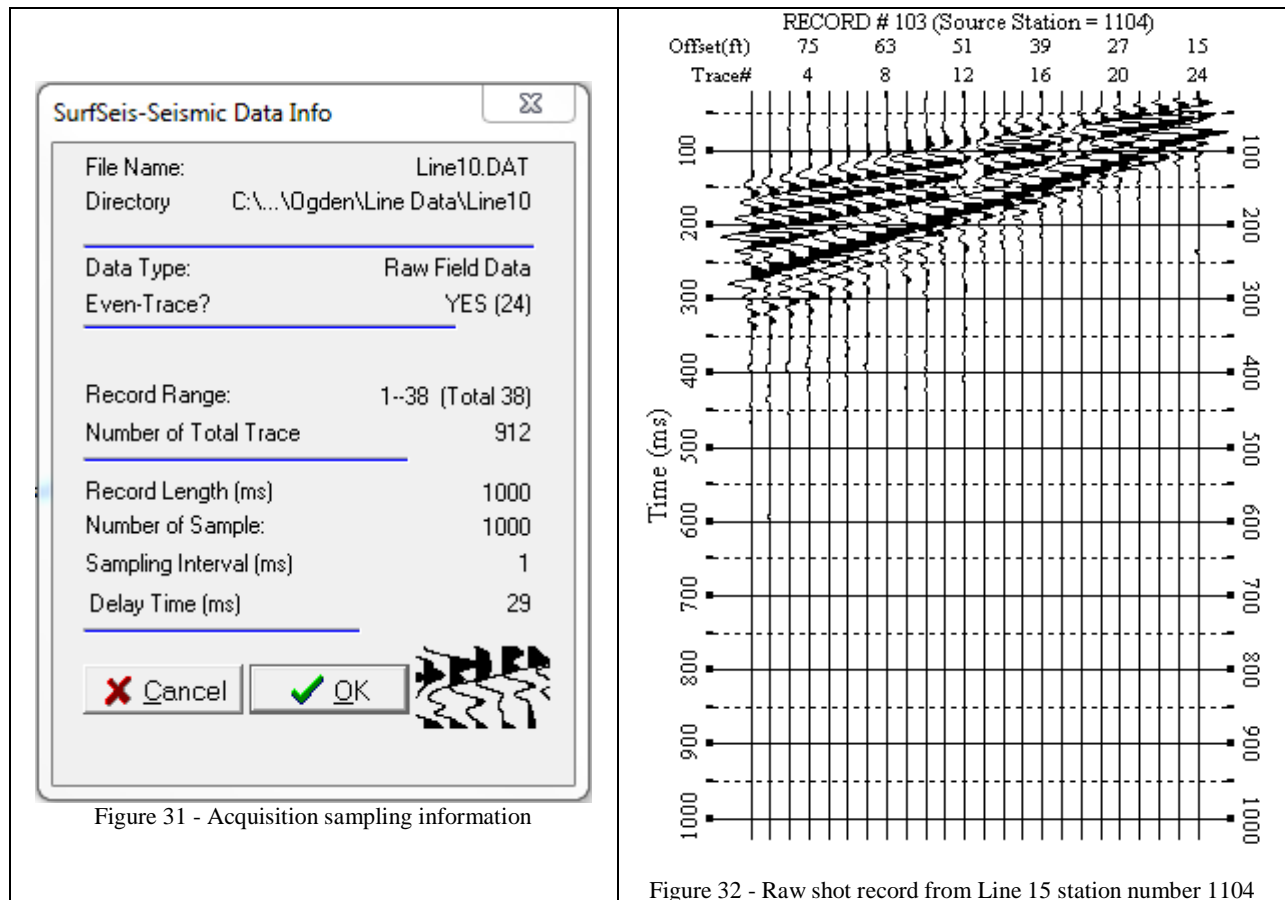 SurfSeis-Seismic Data Info
File Name: Line10.DAT
Directory C:\...\Ogden\Line Data\Line10
Data Type: Raw Field Data
Even-Trace? YES (24)
Record Range: 1--38 (Total 38)
Number of Total Trace 912
Record Length (ms) 1000
Number of Sample: 1000
Sampling Interval (ms) 1
Delay Time (ms) 29
Cancel OK
Figure 31 - Acquisition sampling information
RECORD # 103 (Source Station = 1104)
Offset(ft) 75 63 51 39 27 15
Trace# 4 8 12 16 20 24
100 100
200 200
300 300
400 400
500 500
Time (ms)
600 600
700 700
800 800
900 900
1000 1000
Figure 32 - Raw shot record from Line 15 station number 1104